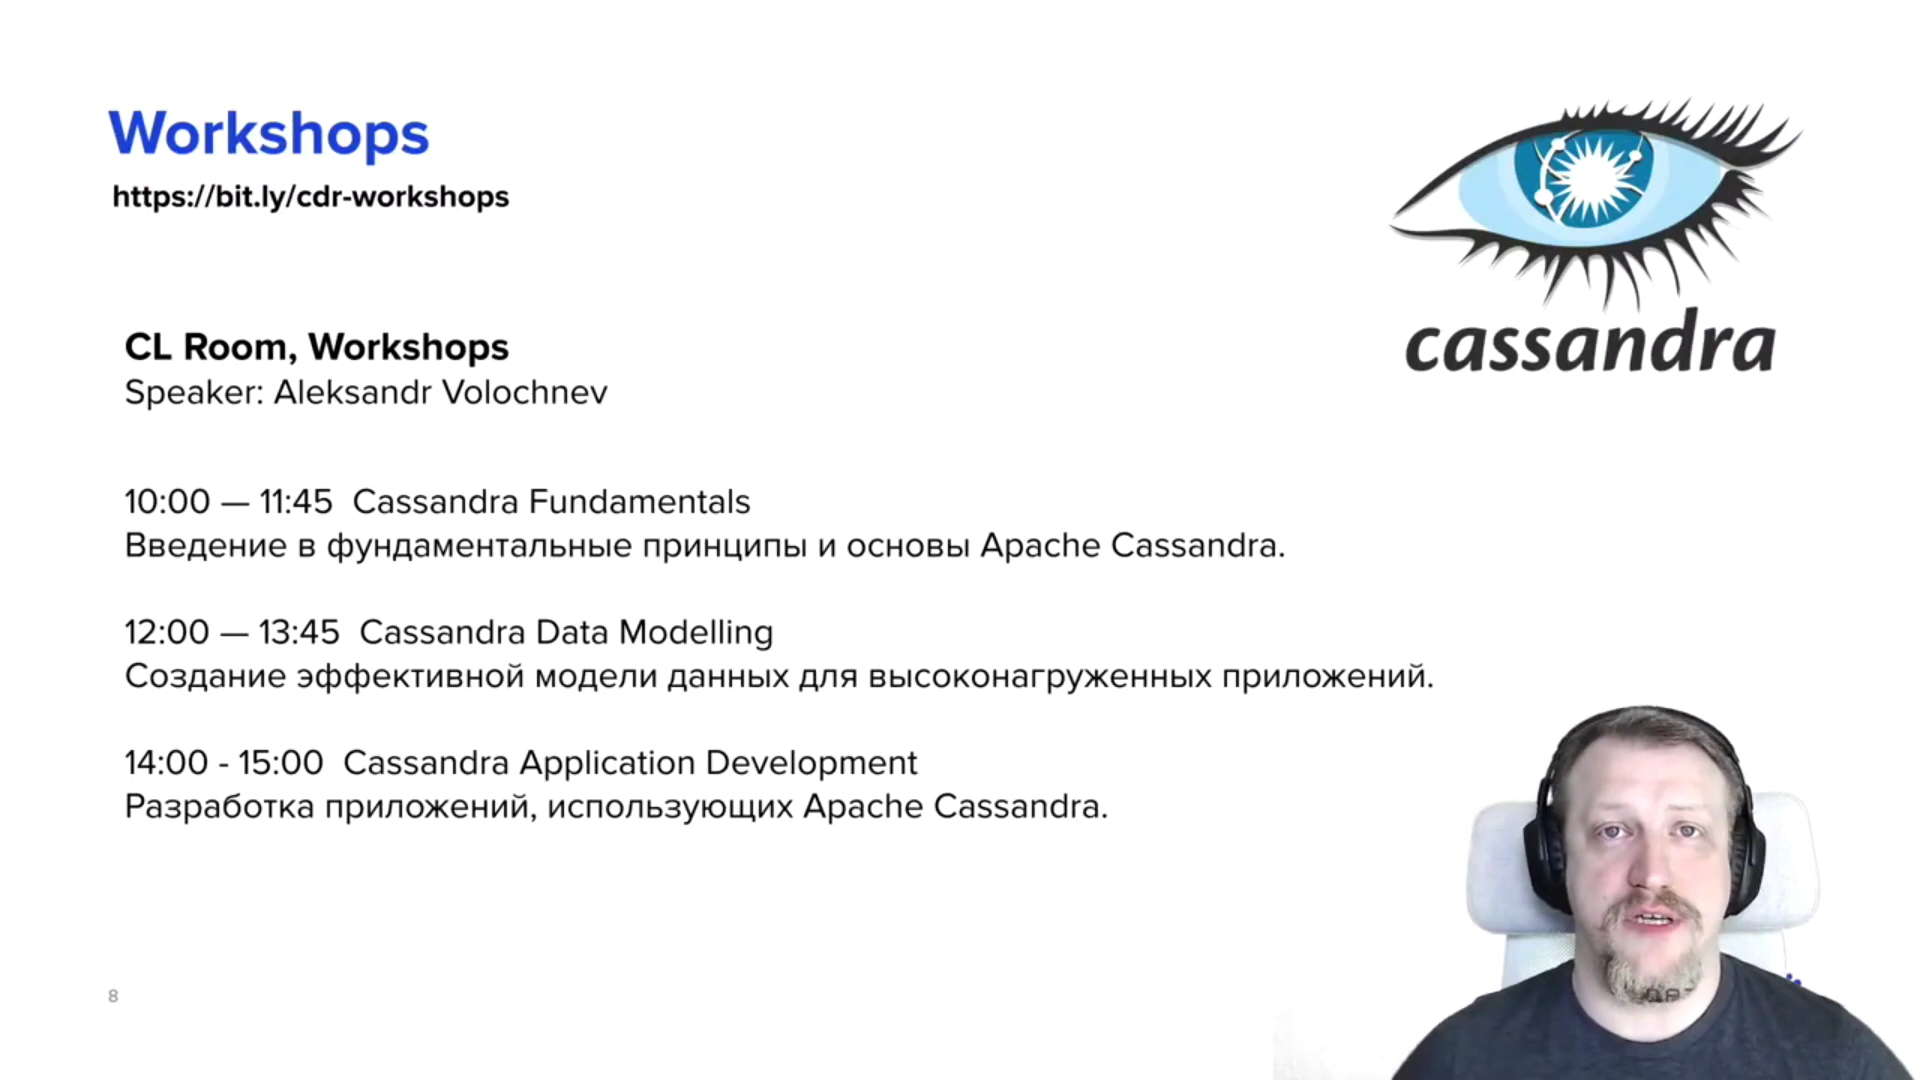 Workshops
https://bit.ly/cdr-workshops
cassandra
CL Room, Workshops
Speaker: Aleksandr Volochnev
10:00 — 11:45 Cassandra Fundamentals
Введение в фундаментальные принципы и основы Apache Cassandra.
12:00 — 13:45 Cassandra Data Modelling
Создание эффективной модели данных для высоконагруженных приложений.
14:00 - 15:00 Cassandra Application Development
Разработка приложений, использующих Apache Cassandra.
8